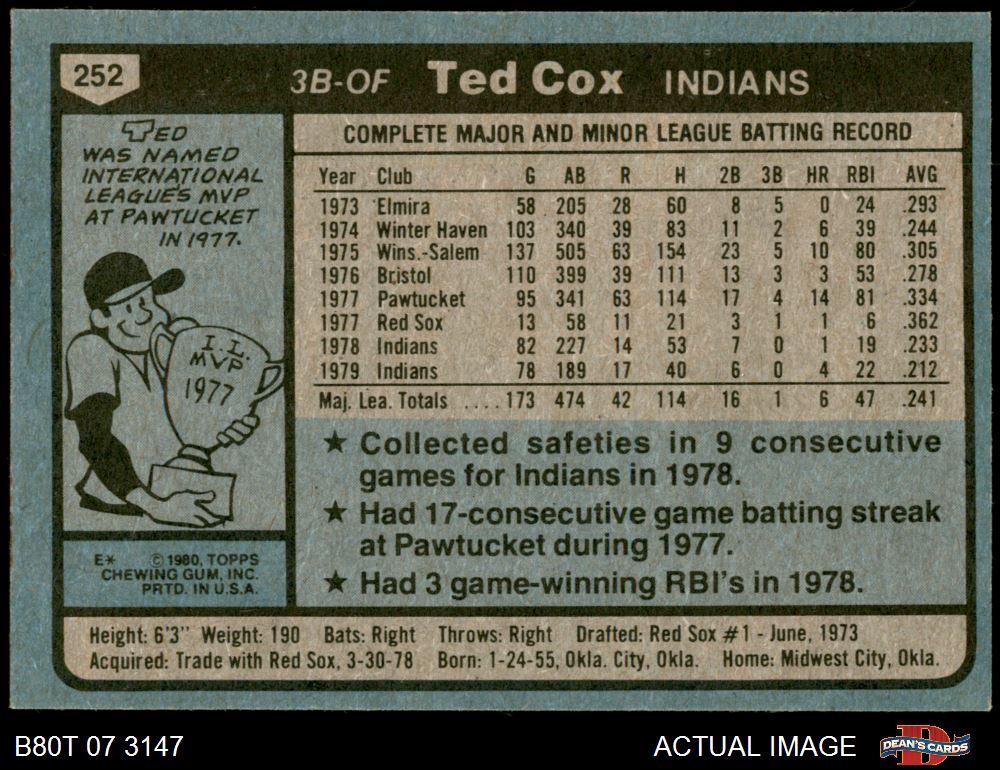 252
3B-OF Ted Cox INDIANS
TED
WAS NAMED
INTERNATIONAL
LEAGUE'S MVP
AT PAWTUCKET
IN 1977.
I.L.
MVP
1977
E* © 1980, TOPPS
CHEWING GUM, INC.
PRTD. IN U.S.A.
COMPLETE MAJOR AND MINOR LEAGUE BATTING RECORD
Year Club G AB R H 2B 3B HR RBI AVG
1973 Elmira 58 205 28 60 8 5 0 24 .293
1974 Winter Haven 103 340 39 83 11 2 6 39 .244
1975 Wins.-Salem 137 505 63 154 23 5 10 80 .305
1976 Bristol 110 399 39 111 13 3 3 53 .278
1977 Pawtucket 95 341 63 114 17 4 14 81 .334
1977 Red Sox 13 58 11 21 3 1 1 6 .362
1978 Indians 82 227 14 53 7 0 1 19 .233
1979 Indians 78 189 17 40 6 0 4 22 .212
Maj. Lea. Totals ....173 474 42 114 16 1 6 47 .241
★ Collected safeties in 9 consecutive
games for Indians in 1978.
★ Had 17-consecutive game batting streak
at Pawtucket during 1977.
★ Had 3 game-winning RBI's in 1978.
Height: 6'3" Weight: 190 Bats: Right Throws: Right Drafted: Red Sox #1 - June, 1973
Acquired: Trade with Red Sox, 3-30-78 Born: 1-24-55, Okla. City, Okla. Home: Midwest City, Okla.
B80T 07 3147
ACTUAL IMAGE
DEAN'S CARDS